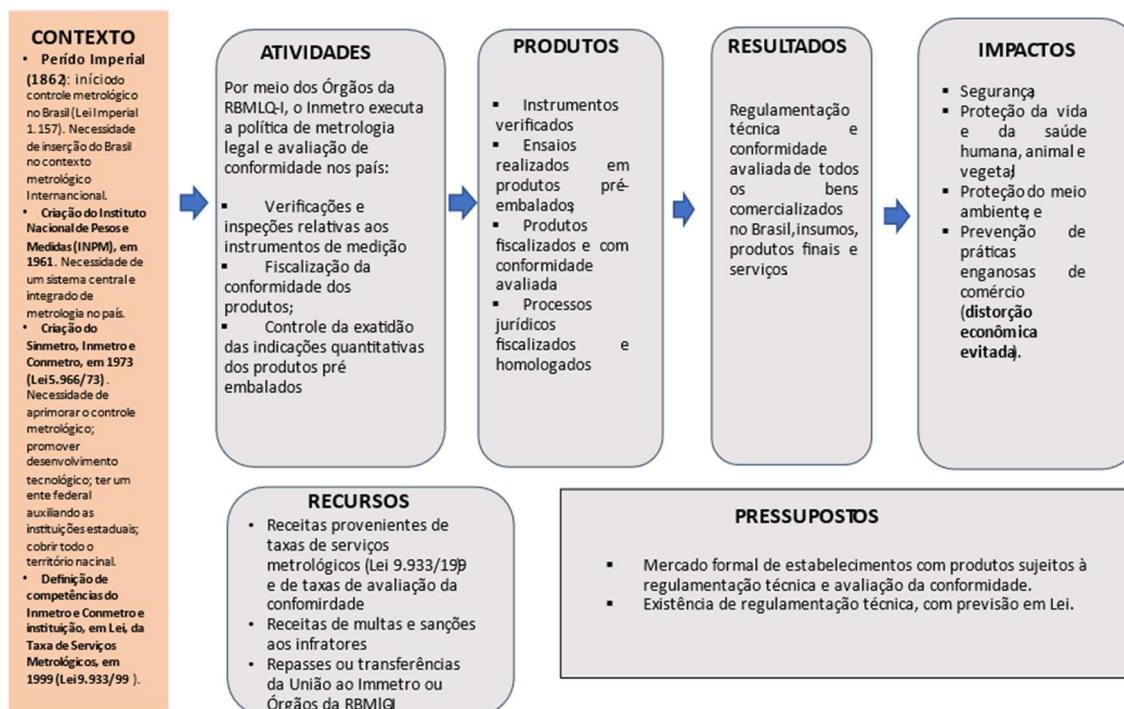 CONTEXTO
• Perído Imperial
(1862): iníciodo
controle metrológico
no Brasil (Lei Imperial
1.157). Necessidade
de inserção do Brasil
no contexto
metrológico
Internancional.
• Criação do Instituto
Nacional de Pesos e
Medidas (INPM), em
1961. Necessidade de
um sistema central e
integrado de
metrologia no país.
• Criação do
Sinmetro, Inmetro e
Conmetro, em 1973
(Lei 5.966/73).
Necessidade de
aprimorar o controle
metrológico;
promover
desenvolvimento
tecnológico; ter um
ente federal
auxiliando as
instituições estaduais;
cobrir todo o
território nacinal.
• Definição de
competências do
Inmetro e Conmetro e
instituição, em Lei, da
Taxa de Serviços
Metrológicos, em
1999 (Lei 9.933/99 ).
ATIVIDADES
Por meio dos Órgãos da
RBMLQ-I, o Inmetro executa
a política de metrologia
legal e avaliação de
conformidade nos país:
▪ Verificações e
inspeções relativas aos
instrumentos de medição
▪ Fiscalização da
conformidade dos
produtos;
▪ Controle da exatidão
das indicações quantitativas
dos produtos pré
embalados
PRODUTOS
▪ Instrumentos
verificados
▪ Ensaios
realizados em
produtos pré-
embalados;
▪ Produtos
fiscalizados e com
conformidade
avaliada
▪ Processos
jurídicos
fiscalizados e
homologados
RESULTADOS
Regulamentação
técnica e
conformidade
avaliada de todos
os bens
comercializados
no Brasil, insumos,
produtos finais e
serviços.
IMPACTOS
▪ Segurança;
▪ Proteção da vida
e da saúde
humana, animal e
vegetal;
▪ Proteção do meio
ambiente; e
▪ Prevenção de
práticas
enganosas de
comércio
(distorção
econômica
evitada).
RECURSOS
• Receitas provenientes de
taxas de serviços
metrológicos (Lei 9.933/199
e de taxas de avaliação da
confomirdade
• Receitas de multas e sanções
aos infratores
• Repasses ou transferências
da União ao Immetro ou
Órgãos da RBMlQ-I
PRESSUPOSTOS
▪ Mercado formal de estabelecimentos com produtos sujeitos à
regulamentação técnica e avaliação da conformidade.
▪ Existência de regulamentação técnica, com previsão em Lei.